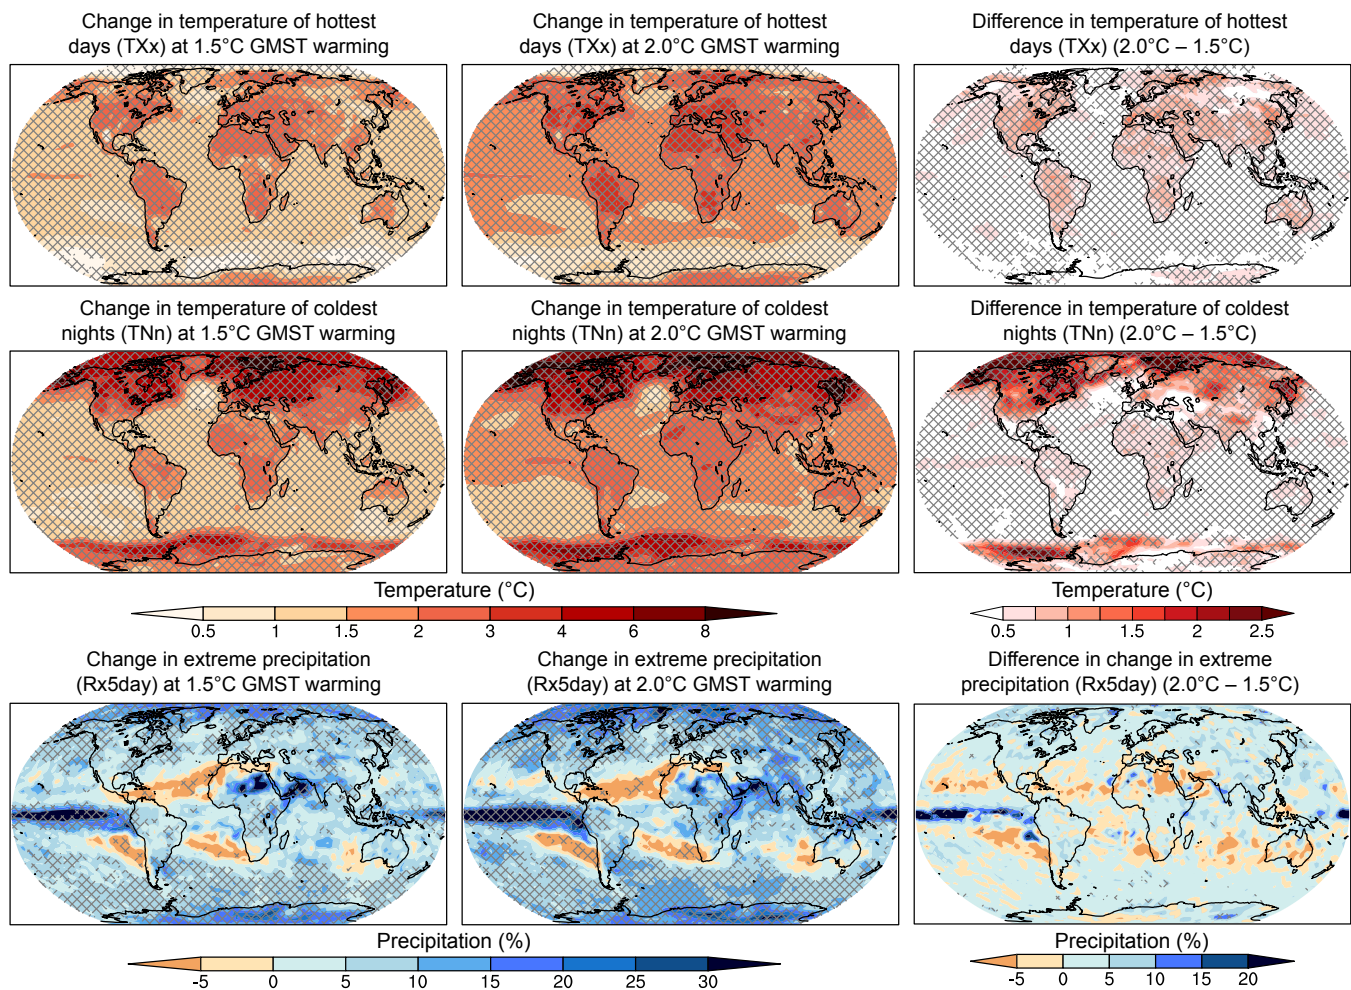 Change in temperature of hottest
days (TXx) at 1.5°C GMST warming
Change in temperature of hottest
days (TXx) at 2.0°C GMST warming
Difference in temperature of hottest
days (TXx) (2.0°C – 1.5°C)
Change in temperature of coldest
nights (TNn) at 1.5°C GMST warming
Change in temperature of coldest
nights (TNn) at 2.0°C GMST warming
Difference in temperature of coldest
nights (TNn) (2.0°C – 1.5°C)
Temperature (°C)
0.5 1 1.5 2 3 4 6 8
Temperature (°C)
0.5 1 1.5 2 2.5
Change in extreme precipitation
(Rx5day) at 1.5°C GMST warming
Change in extreme precipitation
(Rx5day) at 2.0°C GMST warming
Difference in change in extreme
precipitation (Rx5day) (2.0°C – 1.5°C)
Precipitation (%)
-5 0 5 10 15 20 25 30
Precipitation (%)
-5 0 5 10 15 20